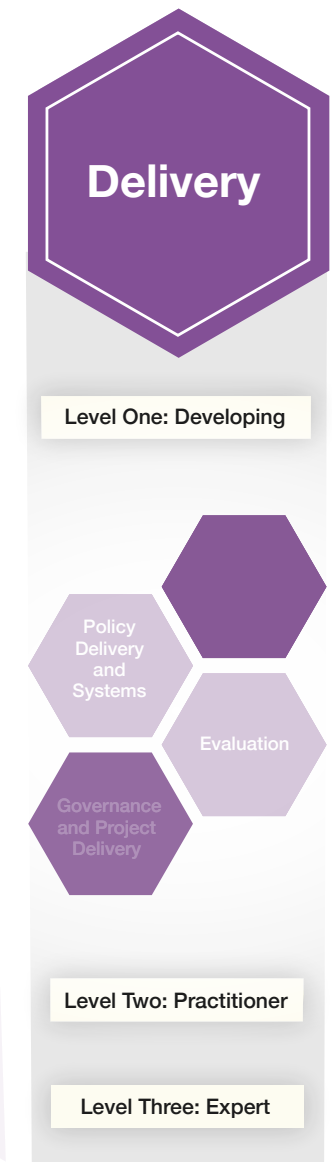 Delivery
Level One: Developing
Policy
Delivery
and
Systems
Evaluation
Governance
and Project
Delivery
Level Two: Practitioner
Level Three: Expert